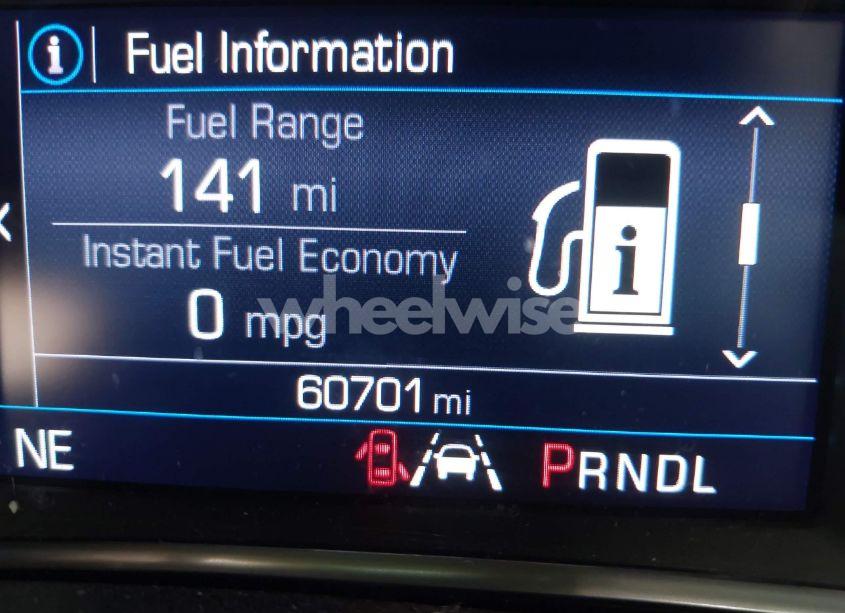 i Fuel Information
Fuel Range
141 mi
Instant Fuel Economy
0 mpg
i
wheelwise
60701 mi
NE
PRNDL